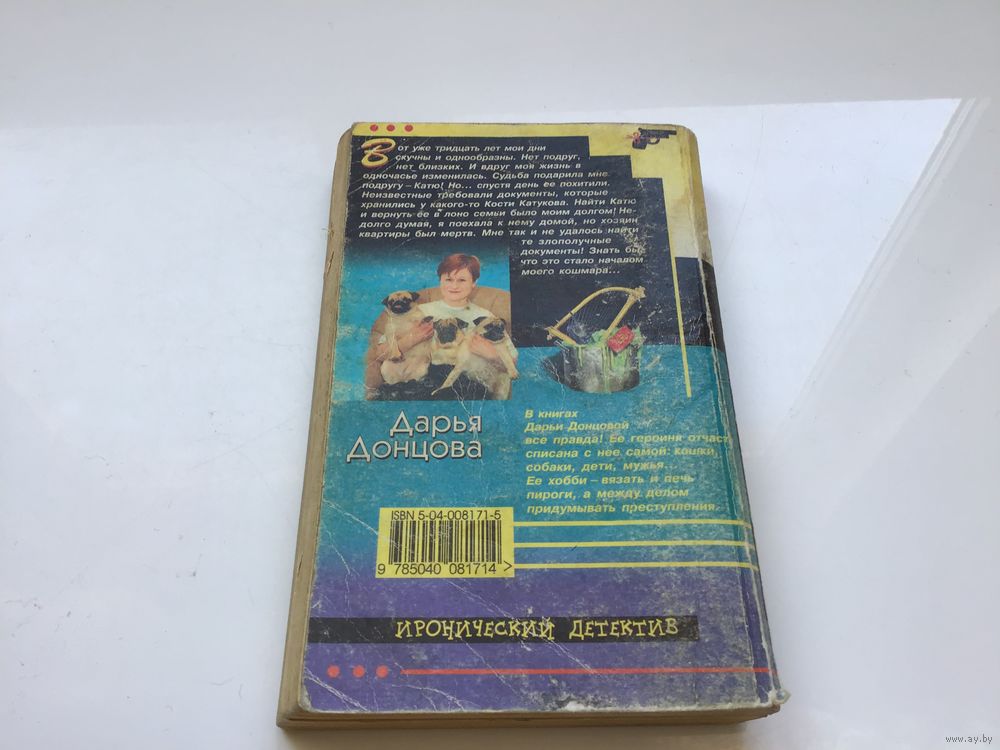 Вот уже тридцать лет мои дни
скучны и однообразны. Нет подруг,
нет близких. И вдруг моя жизнь в
одночасье изменилась. Судьба подарила мне
подругу – Катю! Но... спустя день ее похитили.
Неизвестные требовали документы, которые
хранились у какого-то Кости Катукова. Найти Катю
и вернуть ее в лоно семьи было моим долгом! Не-
долго думая, я поехала к нему домой, но хозяин
квартиры был мертв. Мне так и не удалось найти
те злополучные
документы! Знать бы,
что это стало началом
моего кошмара...
Дарья
Донцова
В книгах
Дарьи Донцовой
все правда! Ее героиня отчасти
списана с нее самой: кошки,
собаки, дети, мужья...
Ее хобби – вязать и печь
пироги, а между делом
придумывать преступления.
ISBN 5-04-008171-5
9 785040 081714 >
ИРОНИЧЕСКИЙ ДЕТЕКТИВ
www.ay.by